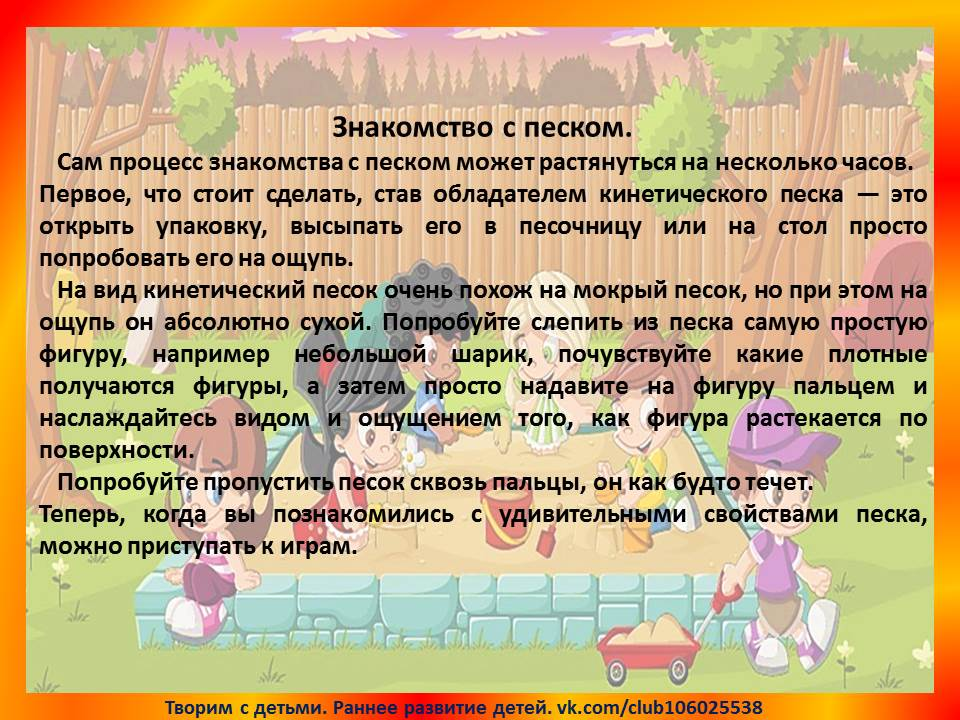 Знакомство с песком.
Сам процесс знакомства с песком может растянуться на несколько часов.
Первое, что стоит сделать, став обладателем кинетического песка — это
открыть упаковку, высыпать его в песочницу или на стол просто
попробовать его на ощупь.
На вид кинетический песок очень похож на мокрый песок, но при этом на
ощупь он абсолютно сухой. Попробуйте слепить из песка самую простую
фигуру, например небольшой шарик, почувствуйте какие плотные
получаются фигуры, а затем просто надавите на фигуру пальцем и
наслаждайтесь видом и ощущением того, как фигура растекается по
поверхности.
Попробуйте пропустить песок сквозь пальцы, он как будто течет.
Теперь, когда вы познакомились с удивительными свойствами песка,
можно приступать к играм.
Творим с детьми. Раннее развитие детей. vk.com/club106025538